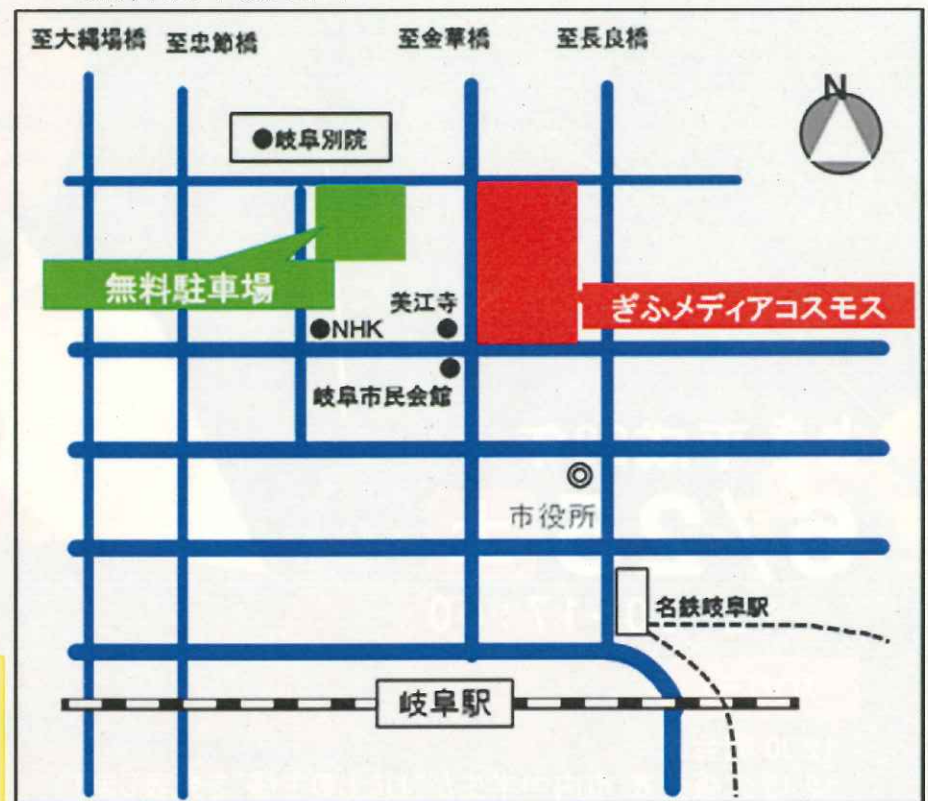 至大縄場橋
至忠節橋
至金華橋
至長良橋
N
●岐阜別院
無料駐車場
美江寺
●NHK
ぎふメディアコスモス
岐阜市民会館
市役所
名鉄岐阜駅
岐阜駅